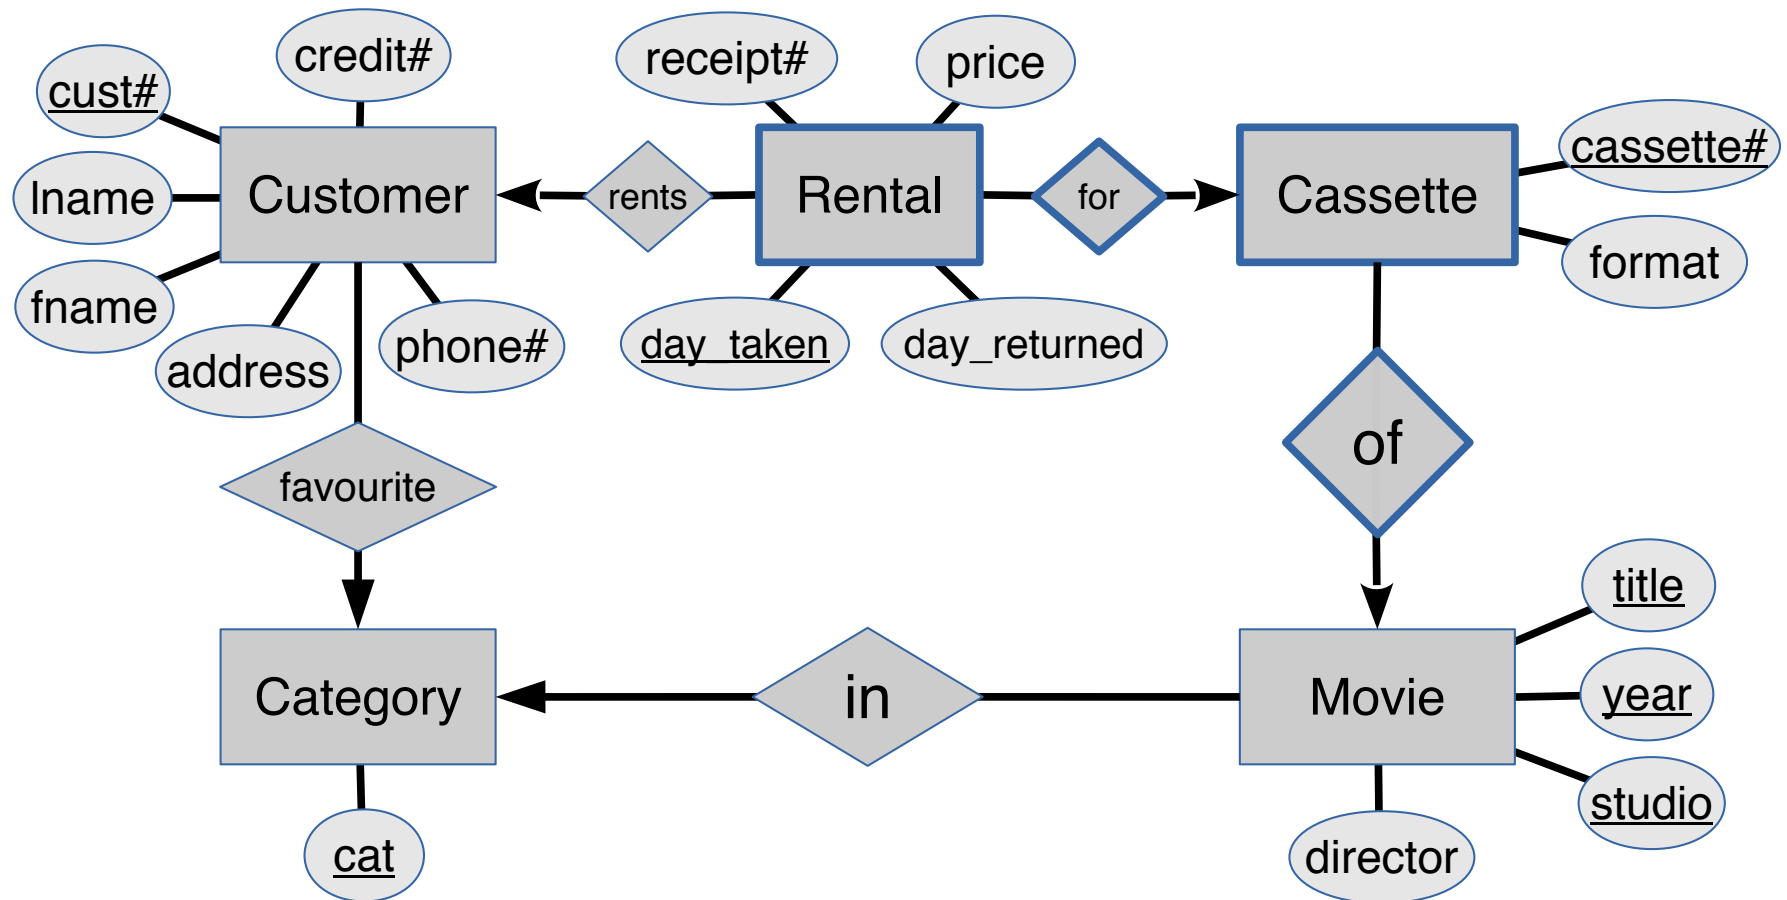 credit#
receipt#
price
cust#
cassette#
Customer
rents
Rental
for
Cassette
lname
format
fname
address
phone#
day_taken
day_returned
favourite
of
title
Category
in
Movie
year
studio
cat
director